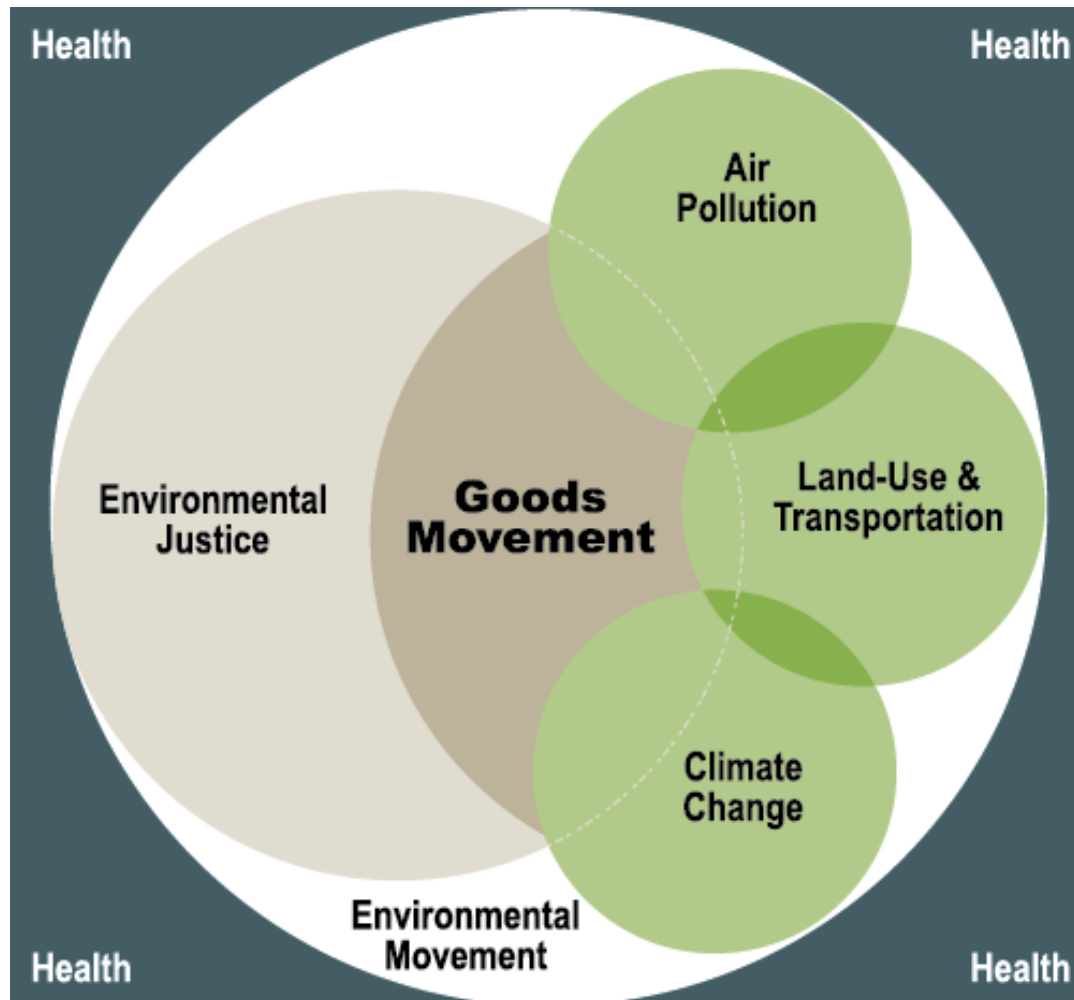 Health
Health
Air
Pollution
Land-Use &
Transportation
Environmental
Justice
Goods
Movement
Climate
Change
Environmental
Movement
Health
Health